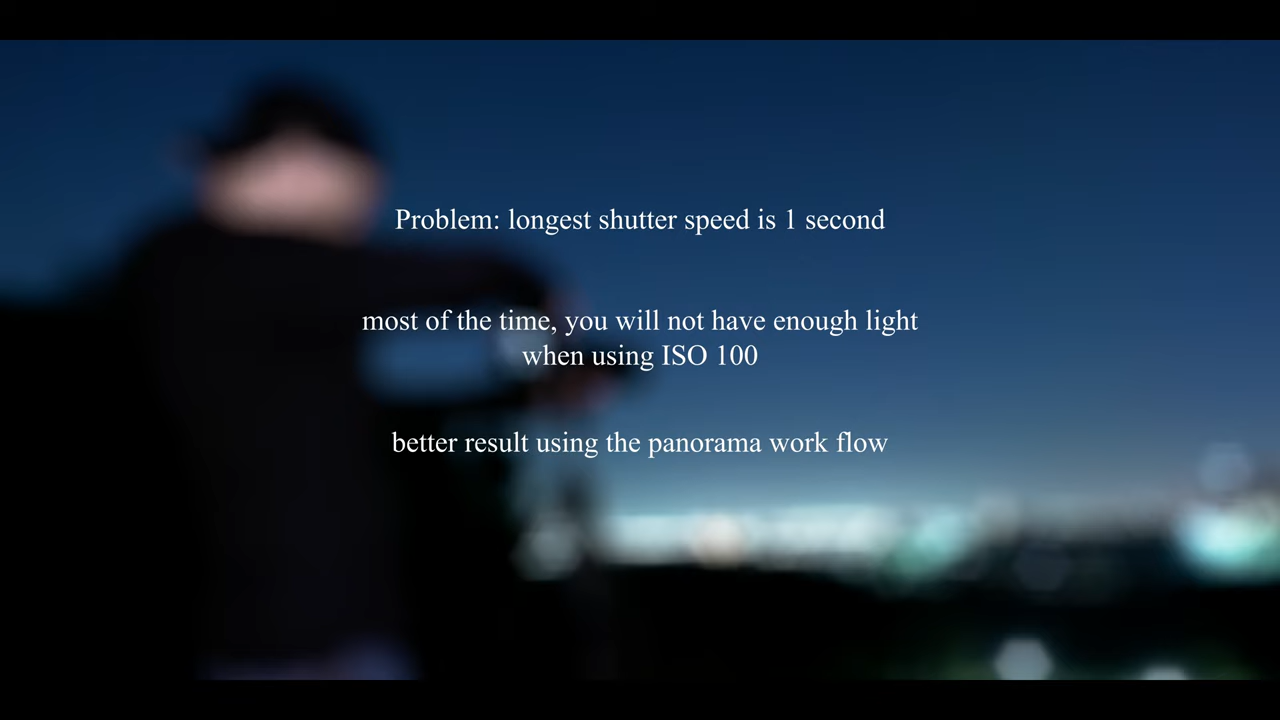 Problem: longest shutter speed is 1 second
most of the time, you will not have enough light
when using ISO 100
better result using the panorama work flow